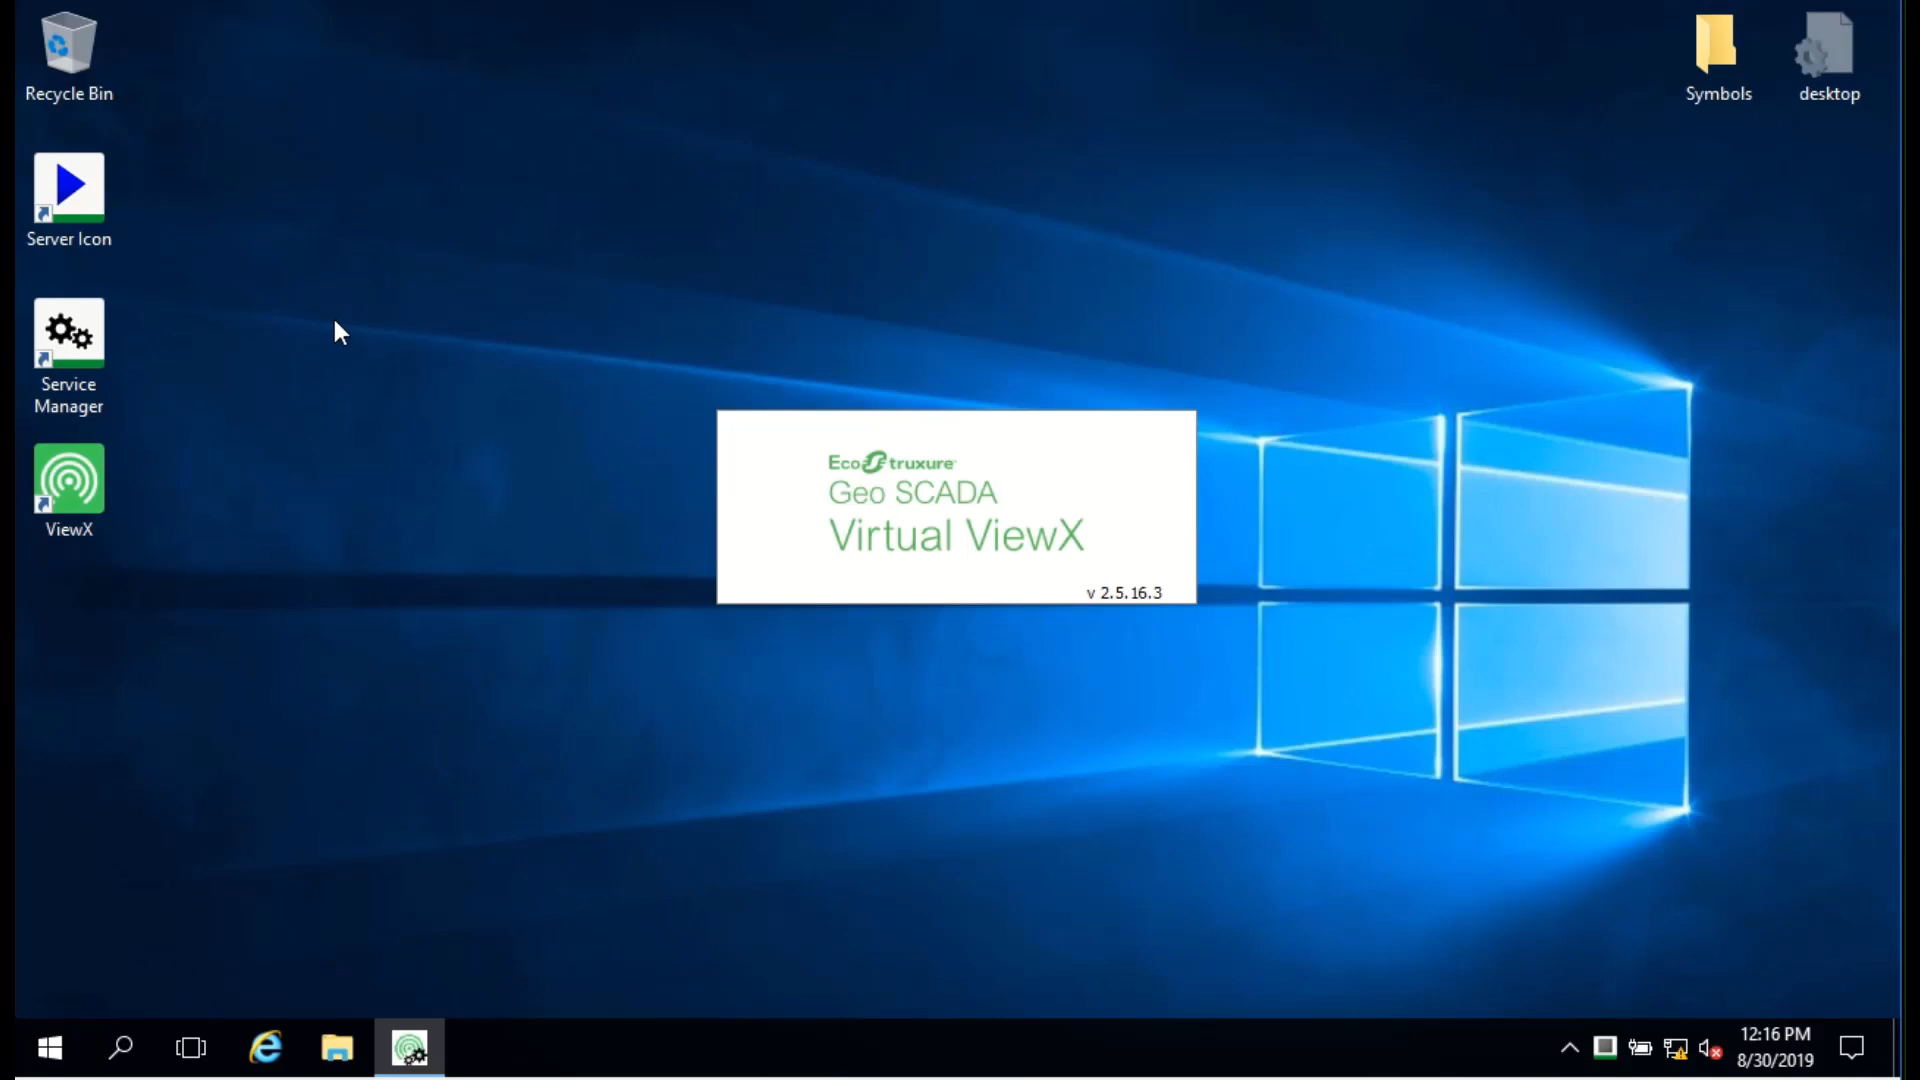 Recycle Bin
Symbols
desktop
Server Icon
Service
Manager
ViewX
EcoStruxure
Geo SCADA
Virtual ViewX
v 2.5.16.3
12:16 PM
8/30/2019